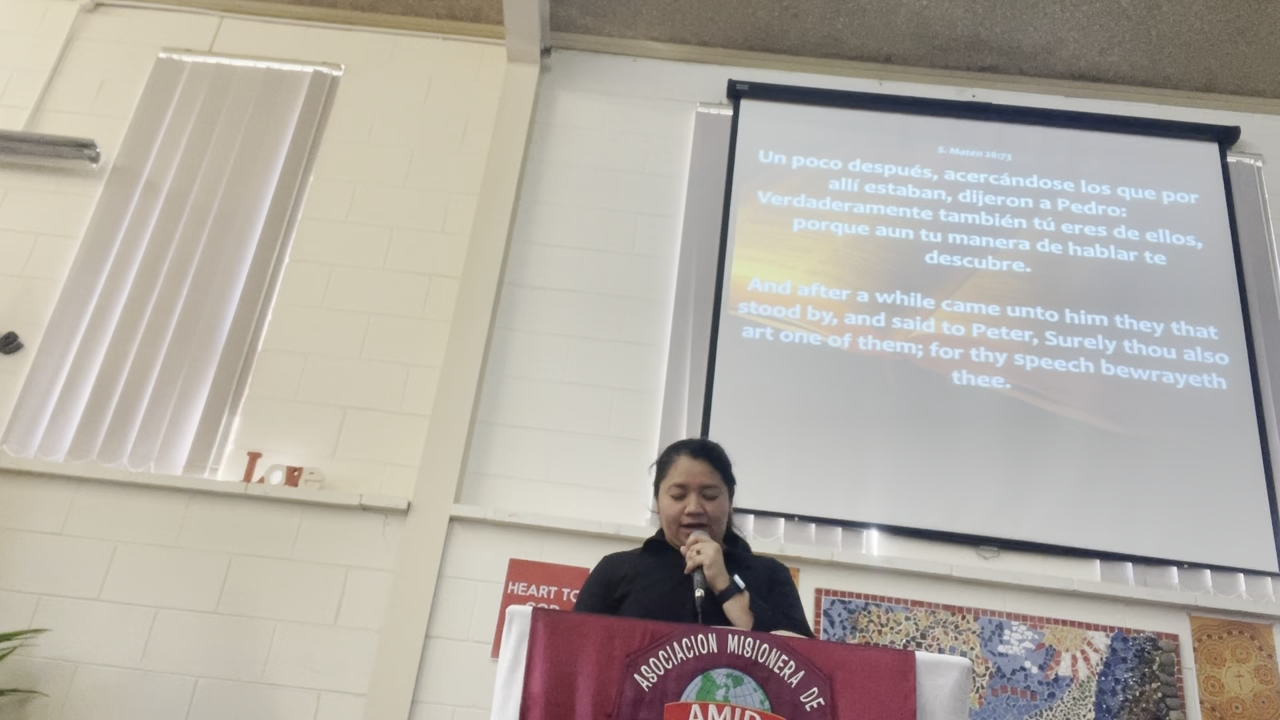 S. Mateo 26:73
Un poco después, acercándose los que por
allí estaban, dijeron a Pedro:
Verdaderamente también tú eres de ellos,
porque aun tu manera de hablar te
descubre.
And after a while came unto him they that
stood by, and said to Peter, Surely thou also
art one of them; for thy speech bewrayeth
thee.
Love
HEART TO
GOD
ASOCIACION MISIONERA DE
AMID